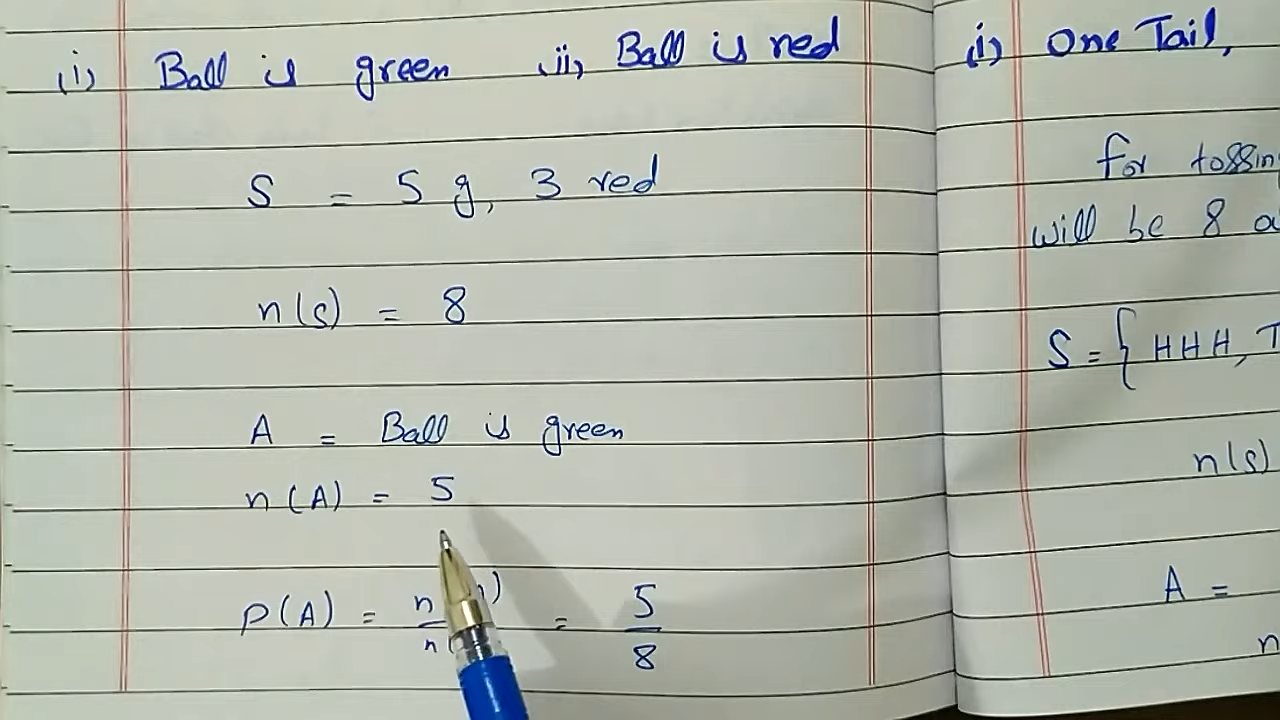 (i) Ball is green (ii) Ball is red
S = 5 g, 3 red
n(s) = 8
A = Ball is green
n(A) = 5
P(A) = n = 5/8
(i) One Tail,
for tossin
will be 8
S = { HHH, T
n(s)
A =
n